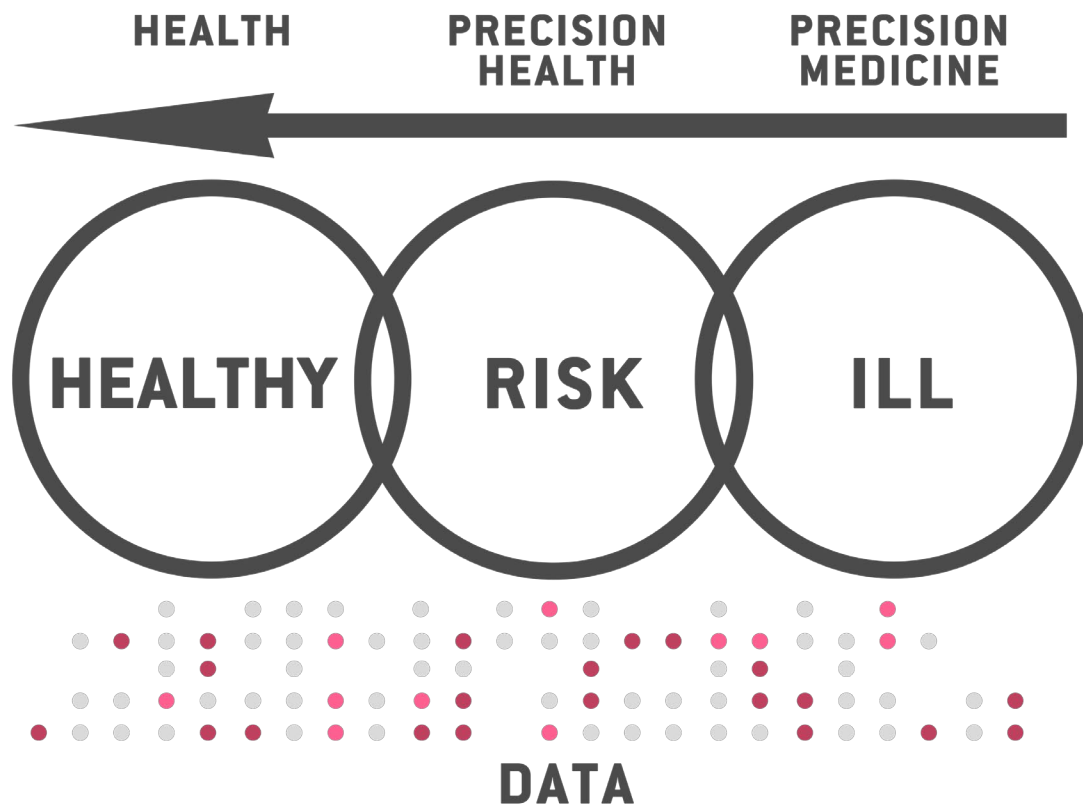 HEALTH
PRECISION
HEALTH
PRECISION
MEDICINE
HEALTHY
RISK
ILL
DATA